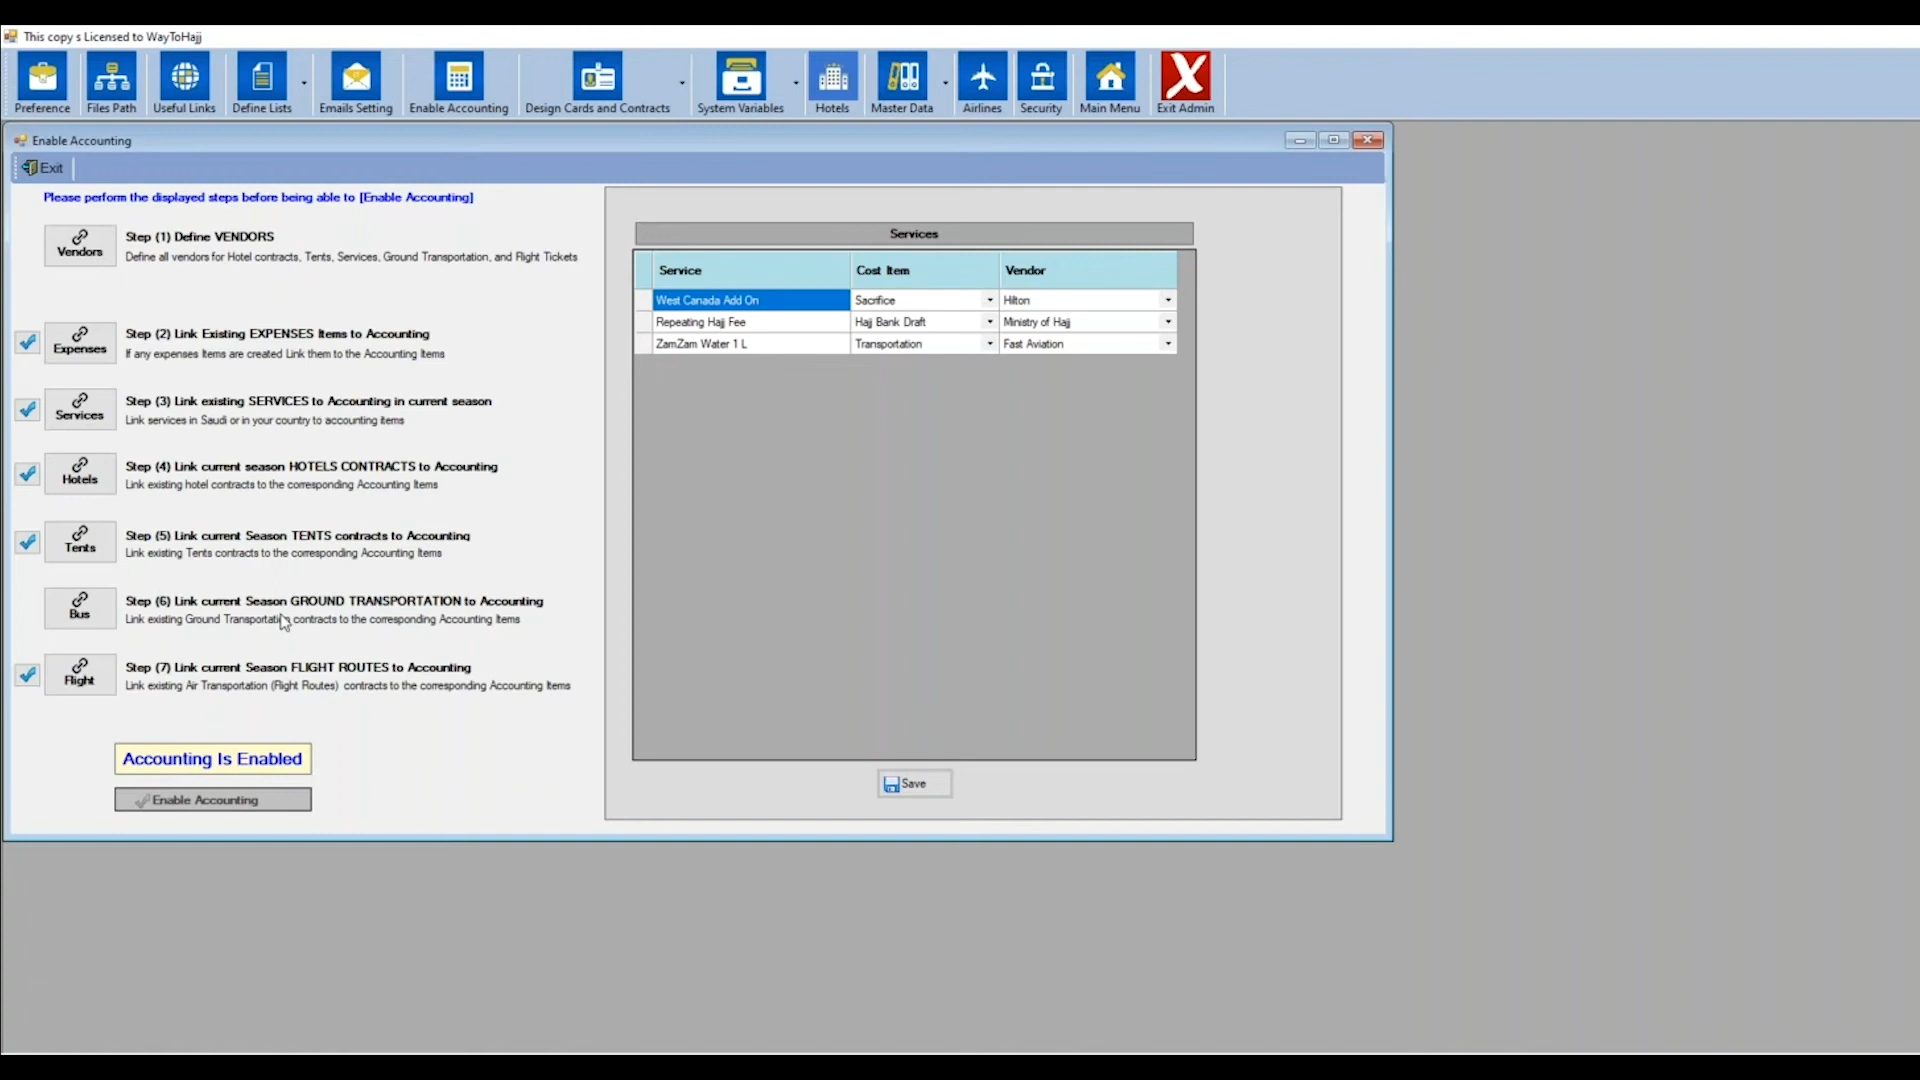 This copy s Licensed to WayToHajj
Preference
Files Path
Useful Links
Define Lists
Emails Setting
Enable Accounting
Design Cards and Contracts
System Variables
Hotels
Master Data
Airlines
Security
Main Menu
Exit Admin
Enable Accounting
Exit
Please perform the displayed steps before being able to [Enable Accounting]
Vendors
Step (1) Define VENDORS
Define all vendors for Hotel contracts, Tents, Services, Ground Transportation, and Flight Tickets
Expenses
Step (2) Link Existing EXPENSES Items to Accounting
If any expenses Items are created Link them to the Accounting Items
Services
Step (3) Link existing SERVICES to Accounting in current season
Link services in Saudi or in your country to accounting items
Hotels
Step (4) Link current season HOTELS CONTRACTS to Accounting
Link existing hotel contracts to the corresponding Accounting Items
Tents
Step (5) Link current Season TENTS contracts to Accounting
Link existing Tents contracts to the corresponding Accounting Items
Bus
Step (6) Link current Season GROUND TRANSPORTATION to Accounting
Link existing Ground Transportation contracts to the corresponding Accounting Items
Flight
Step (7) Link current Season FLIGHT ROUTES to Accounting
Link existing Air Transportation (Flight Routes) contracts to the corresponding Accounting Items
Accounting Is Enabled
Enable Accounting
Services
Service Cost Item Vendor
West Canada Add On Sacrifice Hilton
Repeating Hajj Fee Hajj Bank Draft Ministry of Hajj
ZamZam Water 1 L Transportation Fast Aviation
Save